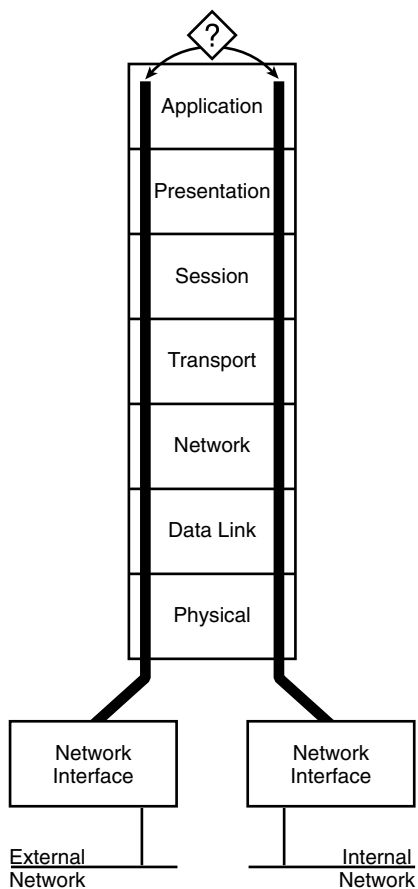 ?
Application
Presentation
Session
Transport
Network
Data Link
Physical
Network
Interface
Network
Interface
External
Network
Internal
Network